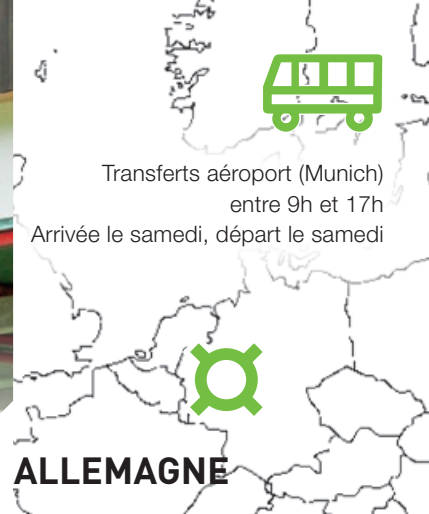 Transferts aéroport (Munich)
entre 9h et 17h
Arrivée le samedi, départ le samedi
ALLEMAGNE